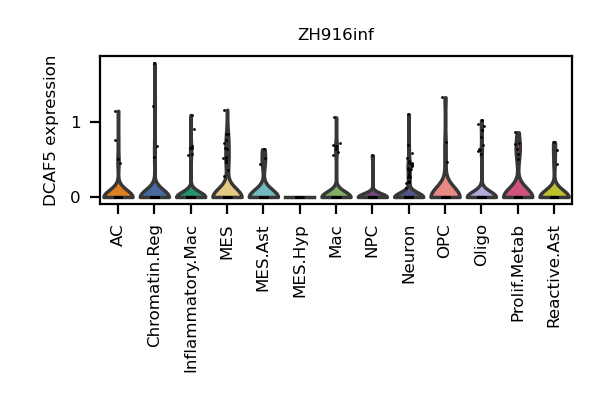 ZH916inf
DCAF5 expression
1
0
AC
Chromatin.Reg
Inflammatory.Mac
MES
MES.Ast
MES.Hyp
Mac
NPC
Neuron
OPC
Oligo
Prolif.Metab
Reactive.Ast